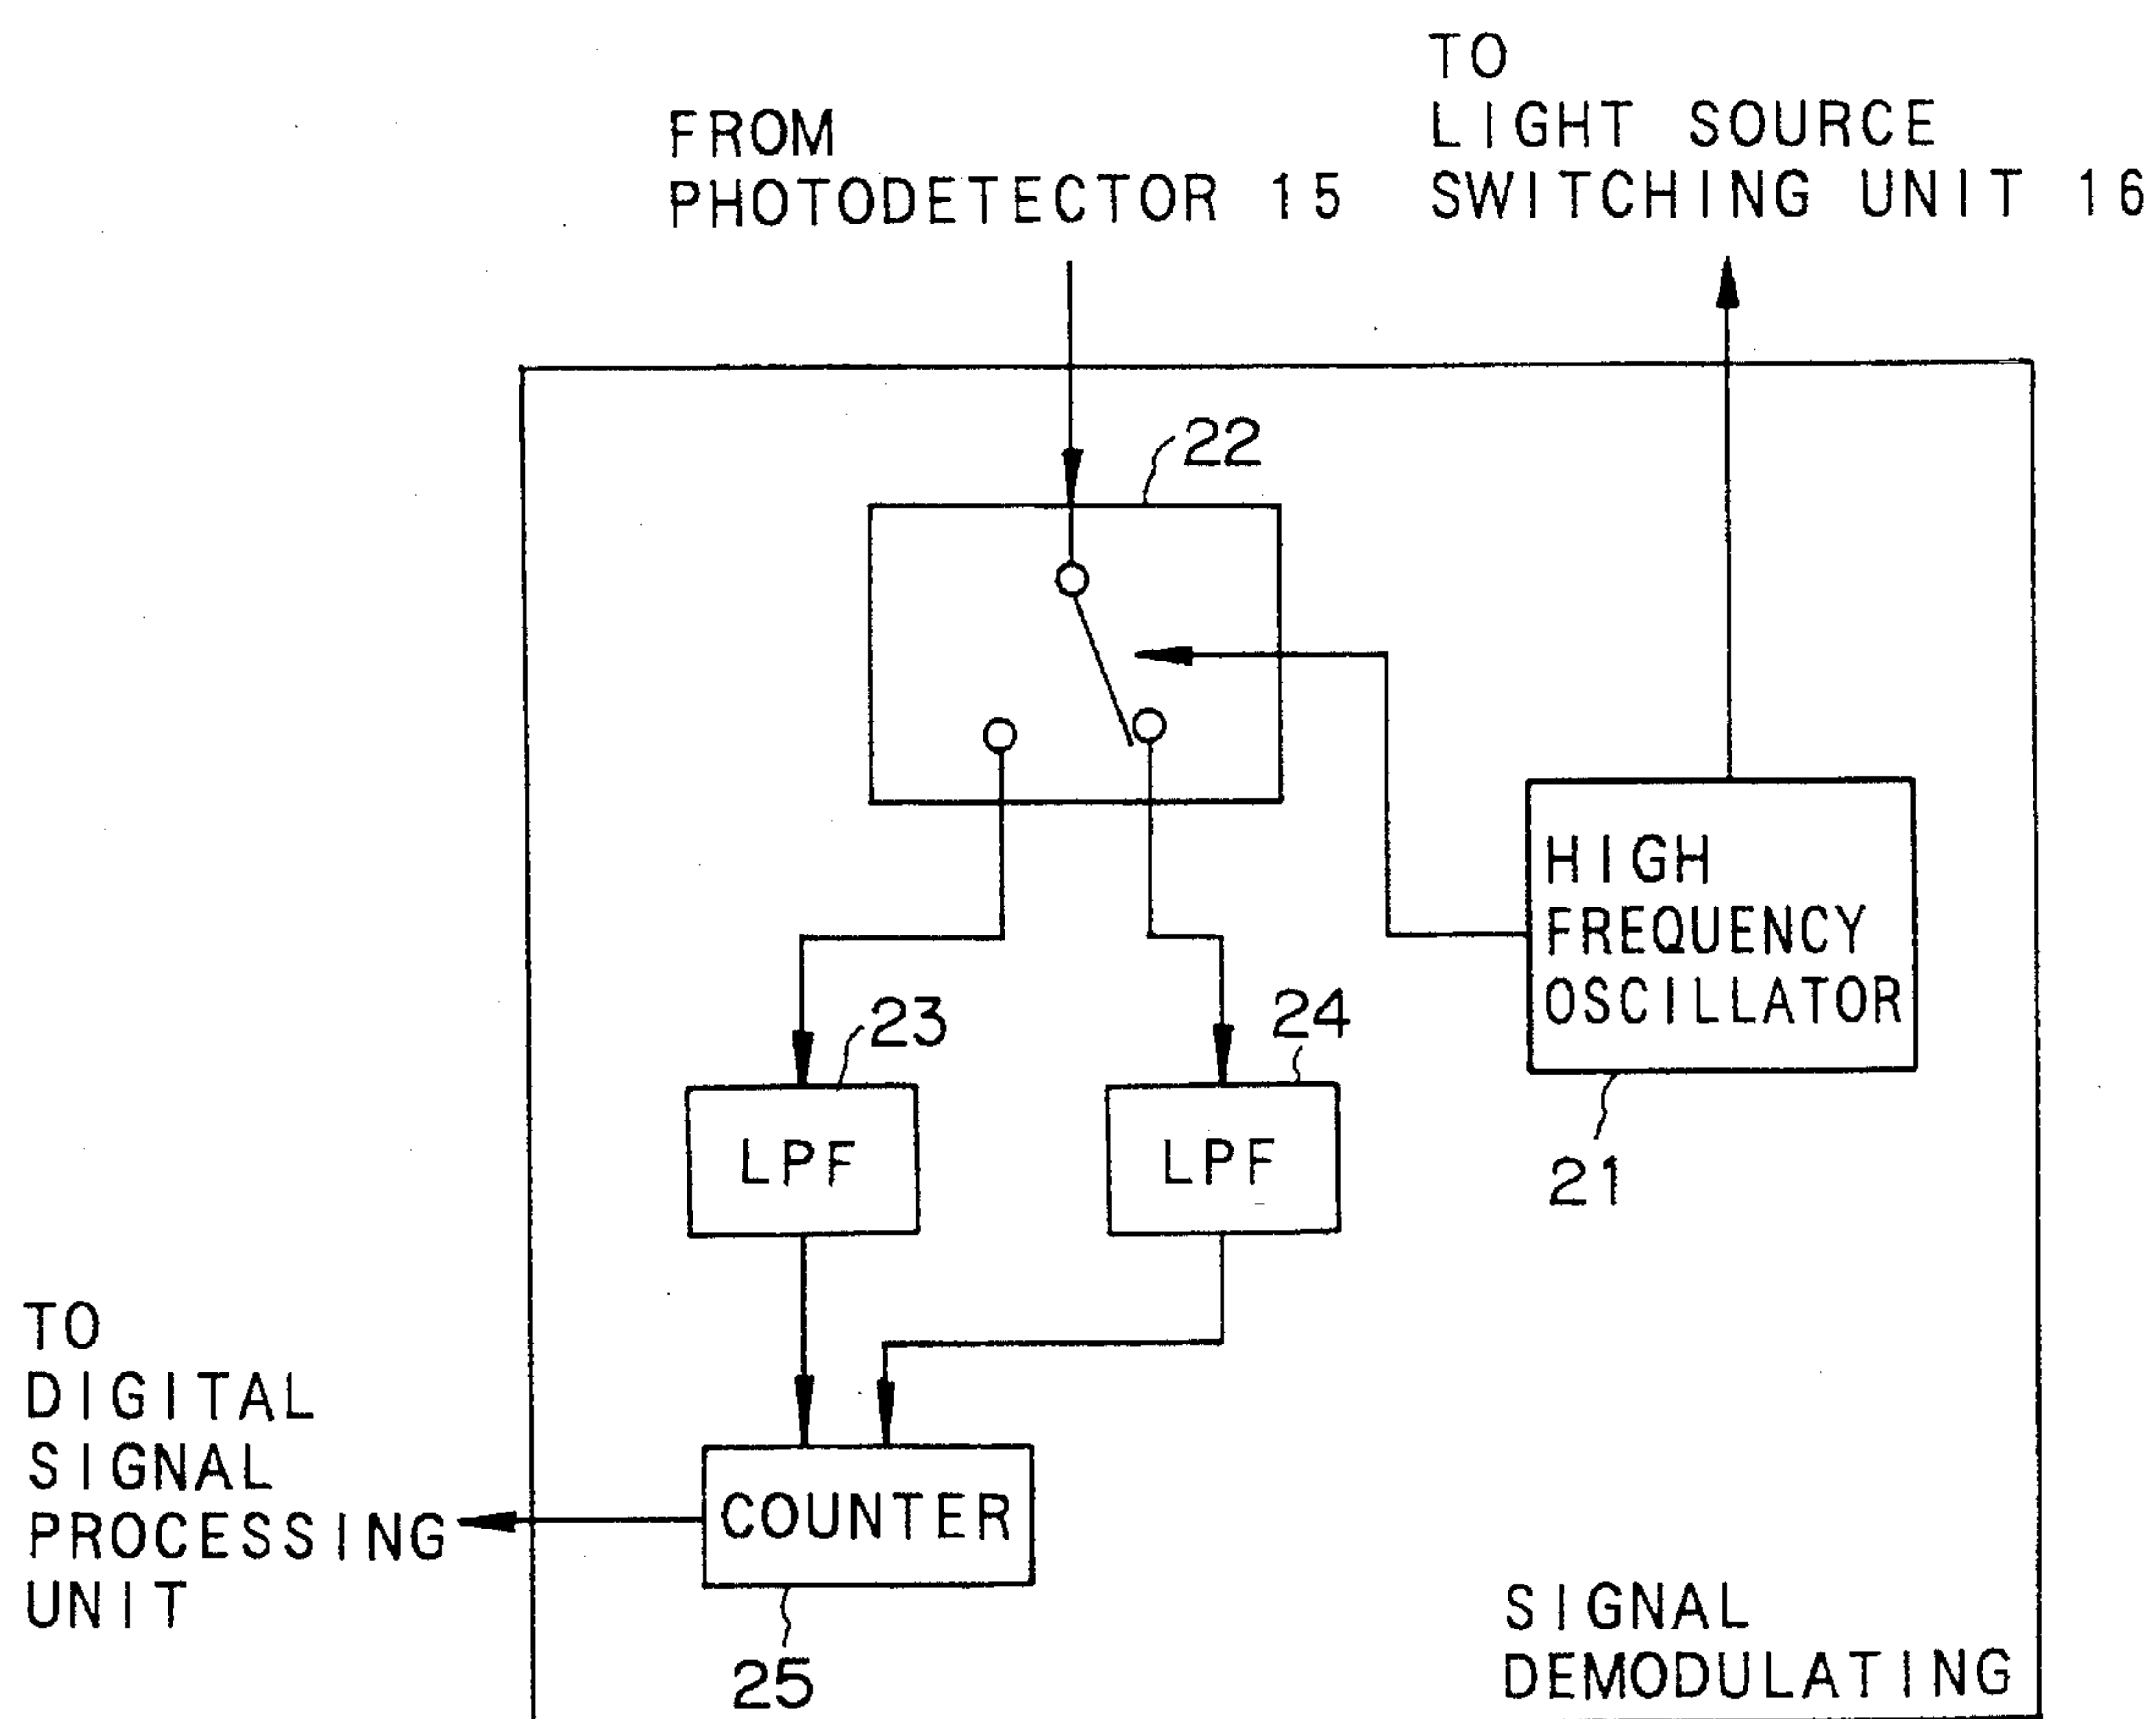 TO
LIGHT SOURCE
SWITCHING UNIT 16
FROM
PHOTODETECTOR 15
22
HIGH
FREQUENCY
OSCILLATOR
23
24
LPF
LPF
21
TO
DIGITAL
SIGNAL
PROCESSING
UNIT
COUNTER
25
SIGNAL
DEMODULATING